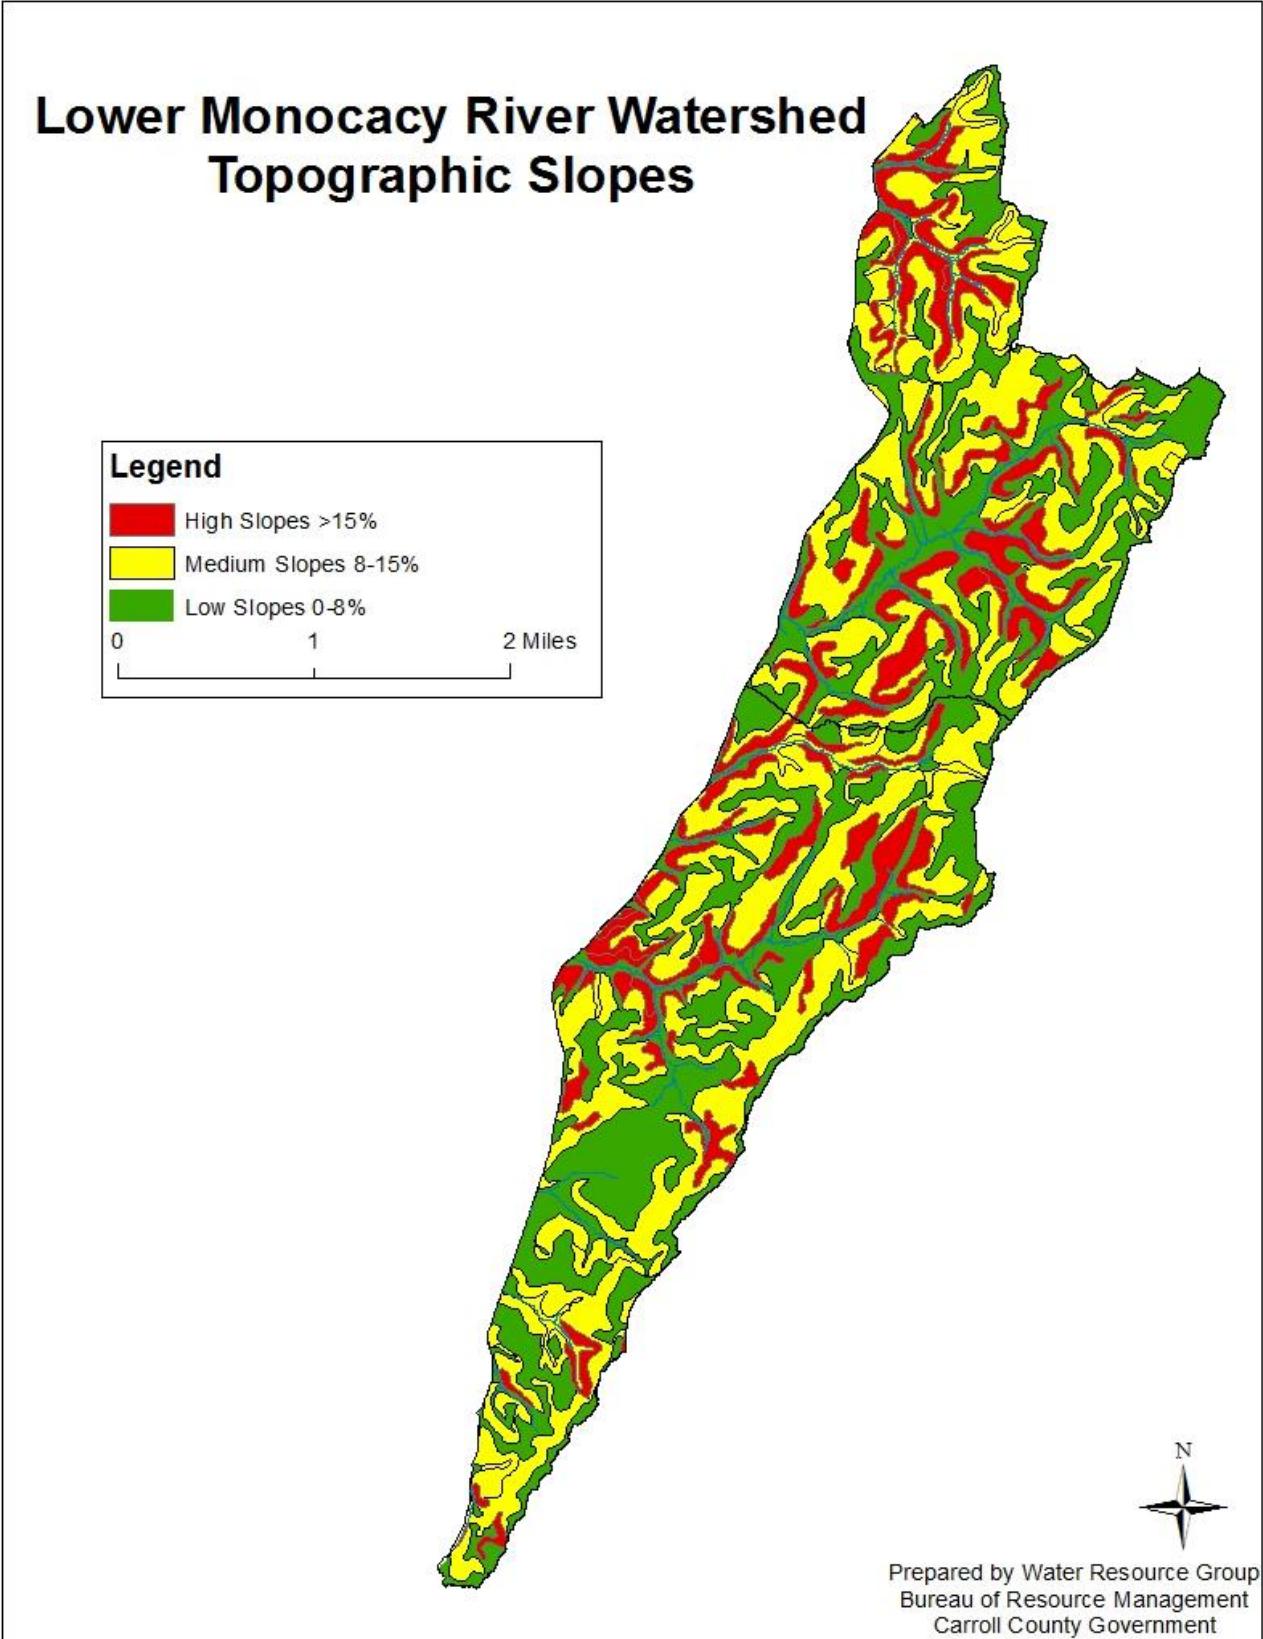 Lower Monocacy River Watershed
Topographic Slopes
Legend
High Slopes >15%
Medium Slopes 8-15%
Low Slopes 0-8%
0 1 2 Miles
N
Prepared by Water Resource Group
Bureau of Resource Management
Carroll County Government